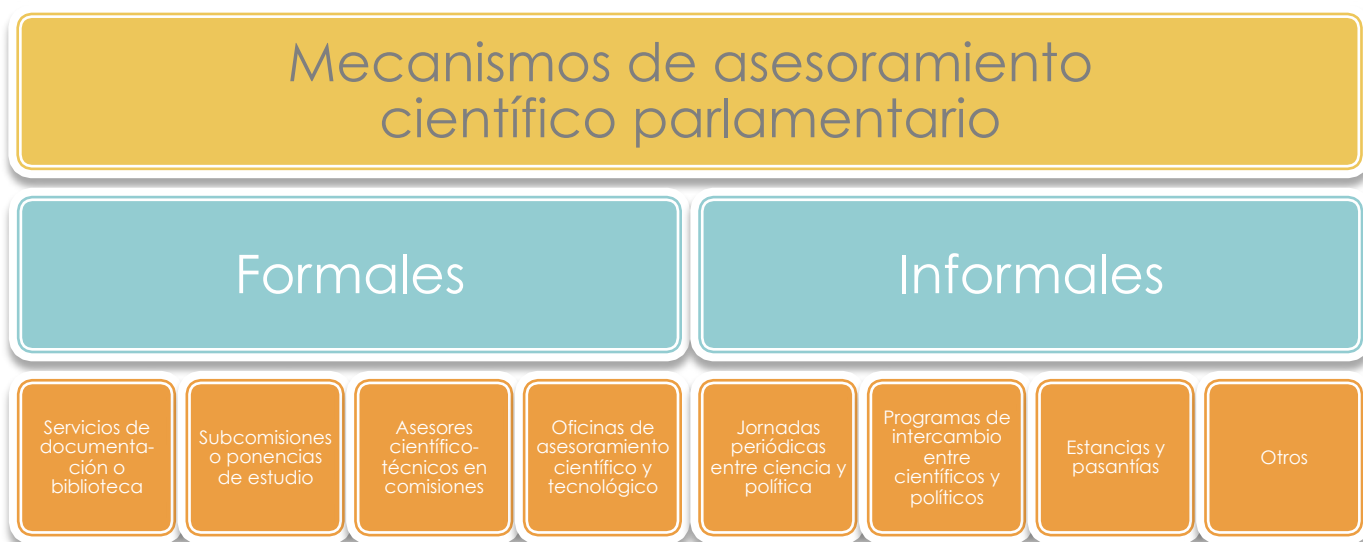 Mecanismos de asesoramiento
científico parlamentario
Formales
Informales
Servicios de
documenta-
ción o
biblioteca
Subcomisiones
o ponencias
de estudio
Asesores
científico-
técnicos en
comisiones
Oficinas de
asesoramiento
científico y
tecnológico
Jornadas
periódicas
entre ciencia y
política
Programas de
intercambio
entre
científicos y
políticos
Estancias y
pasantías
Otros